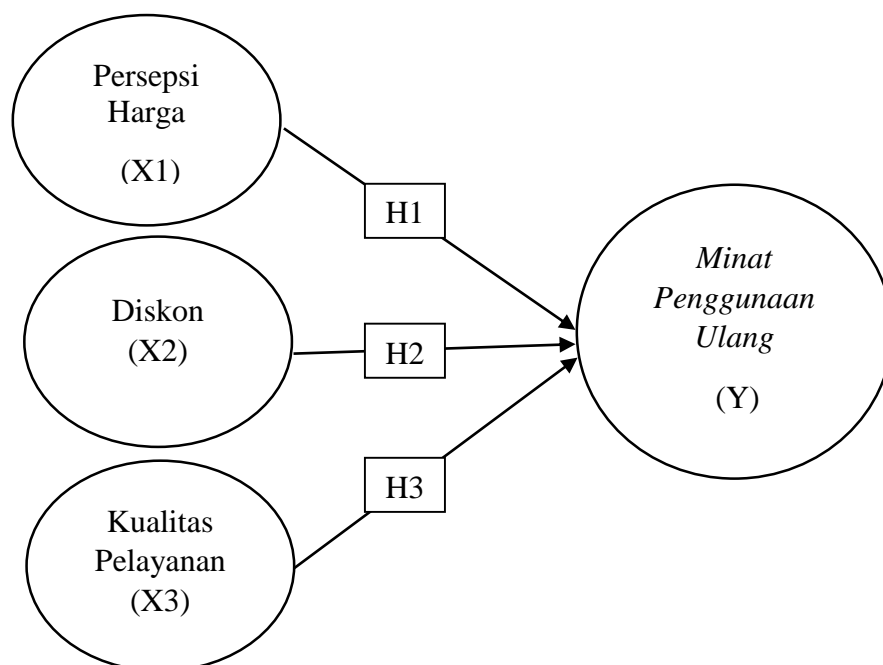 Persepsi
Harga
(X1)
H1
Diskon
(X2)
H2
Kualitas
Pelayanan
(X3)
H3
Minat
Penggunaan
Ulang
(Y)